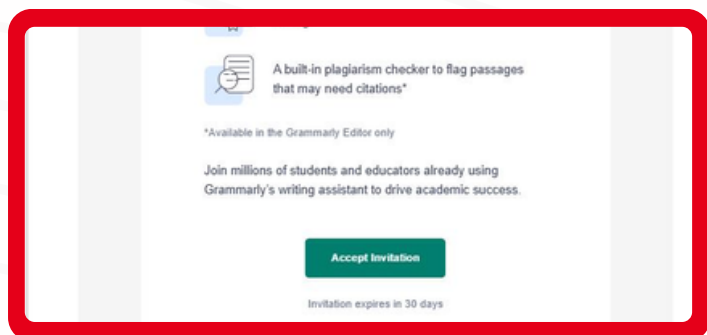 A built-in plagiarism checker to flag passages
that may need citations*
*Available in the Grammarly Editor only
Join millions of students and educators already using
Grammarly's writing assistant to drive academic success.
Accept Invitation
Invitation expires in 30 days